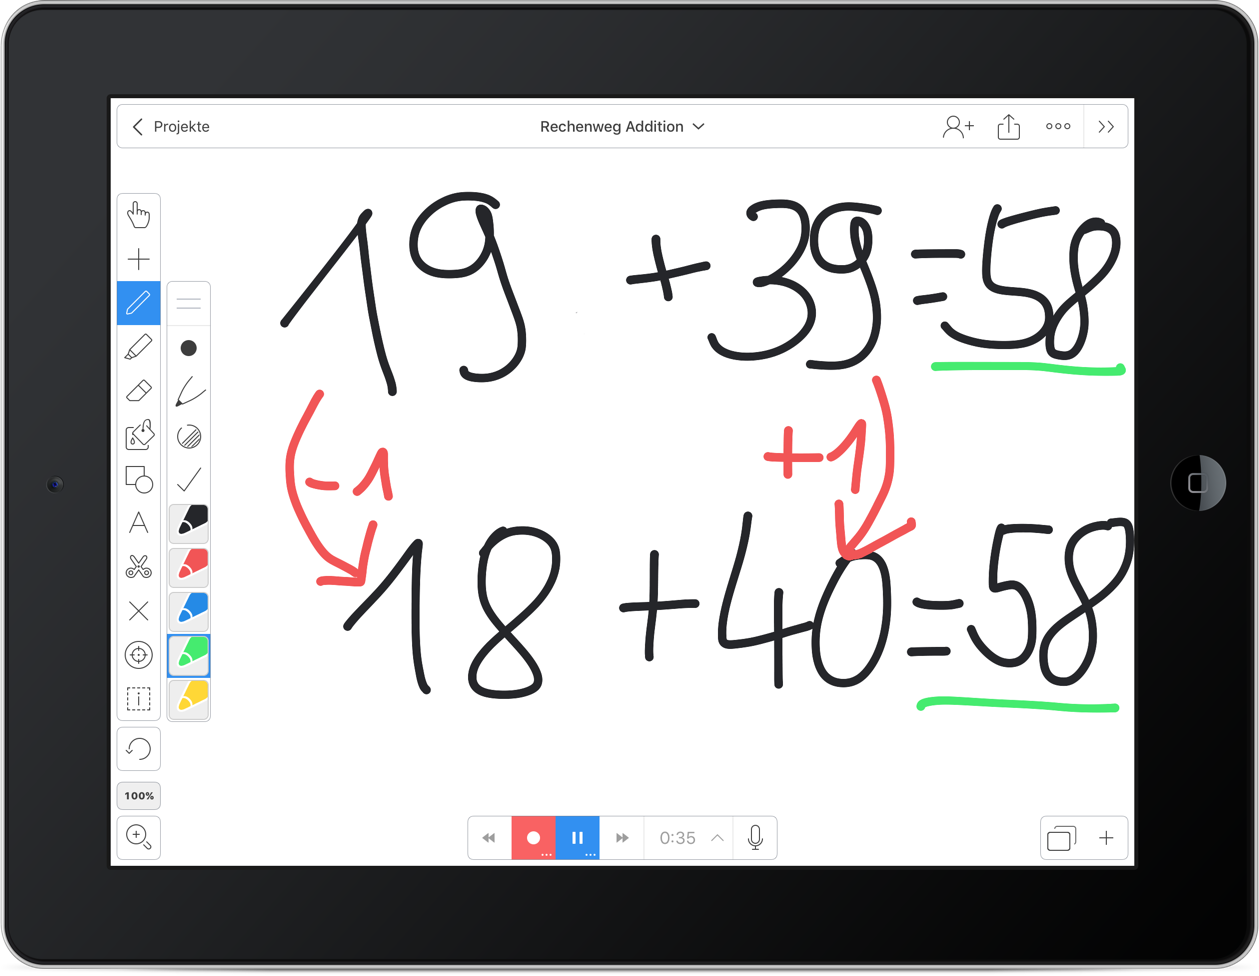 Projekte
Rechenweg Addition
19 + 39 = 58
-1 +1
18 + 40 = 58
A
i
100%
0:35